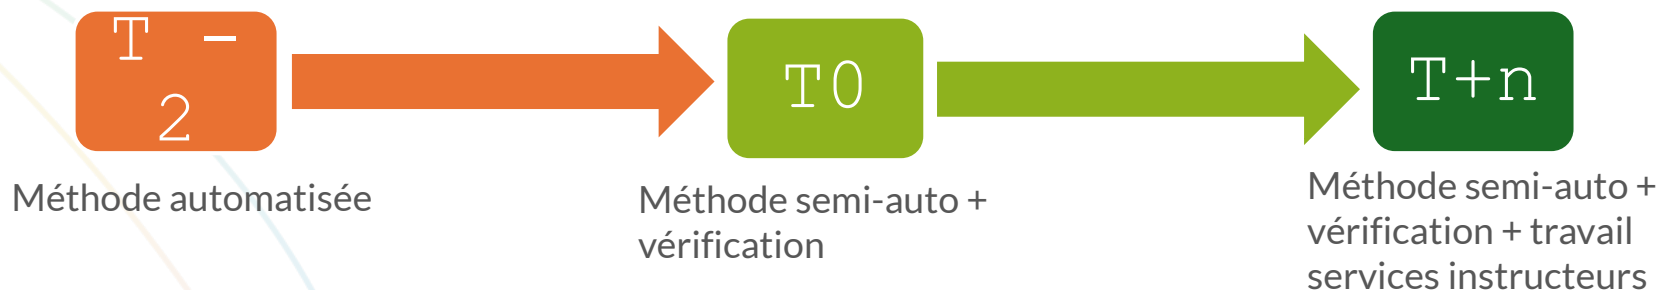 T -
2
T0
T+n
Méthode automatisée
Méthode semi-auto +
vérification
Méthode semi-auto +
vérification + travail
services instructeurs